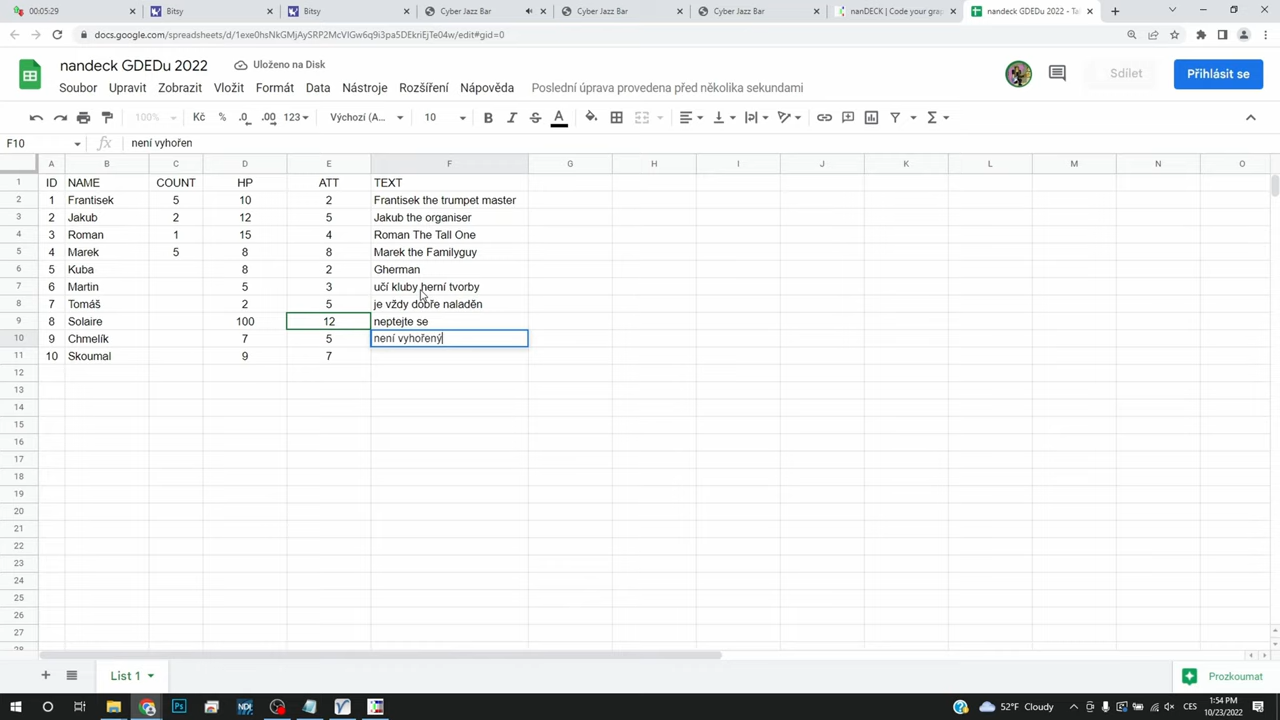 00:05:29
Bitsy
Bitsy
Cyber Jazz Bar
Cyber Jazz Bar
Cyber Jazz Bar
nanDECK | Code your gra
nandeck GDEDu 2022 - Ta
docs.google.com/spreadsheets/d/1exe0hsNkGMjAySRP2McVIGw6q9i3pa5DEkriEjTe04w/edit#gid=0
nandeck GDEDu 2022
Uloženo na Disk
Soubor Upravit Zobrazit Vložit Formát Data Nástroje Rozšíření Nápověda Poslední úprava provedena před několika sekundami
Sdílet
Přihlásit se
100% Kč % .0 .00 123 Výchozí (A... 10 B I S A Σ
F10 fx není vyhořen
A B C D E F G H I J K L M N O
1 ID NAME COUNT HP ATT TEXT
2 1 Frantisek 5 10 2 Frantisek the trumpet master
3 2 Jakub 2 12 5 Jakub the organiser
4 3 Roman 1 15 4 Roman The Tall One
5 4 Marek 5 8 8 Marek the Familyguy
6 5 Kuba 8 2 Gherman
7 6 Martin 5 3 učí kluby herní tvorby
8 7 Tomáš 2 5 je vždy dobře naladěn
9 8 Solaire 100 12 neptejte se
10 9 Chmelík 7 5 není vyhořený
11 10 Skoumal 9 7
12
13
14
15
16
17
18
19
20
21
22
23
24
25
26
27
28
List 1
Prozkoumat
Ps NDI 52°F Cloudy CES 1:54 PM
10/23/2022